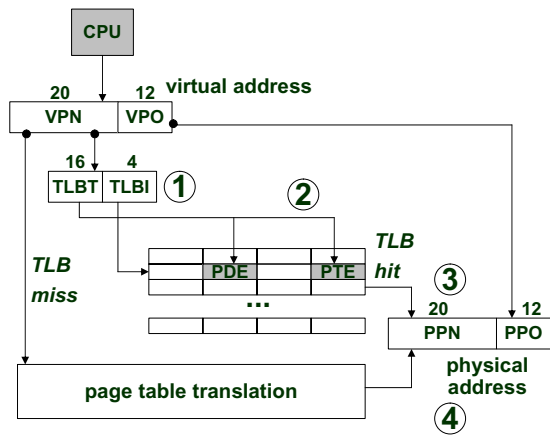 CPU
20 12 virtual address
VPN VPO
16 4
TLBT TLBI 1
2
TLB
miss
PDE PTE
TLB
hit
...
3
20 12
PPN PPO
physical
address
page table translation
4